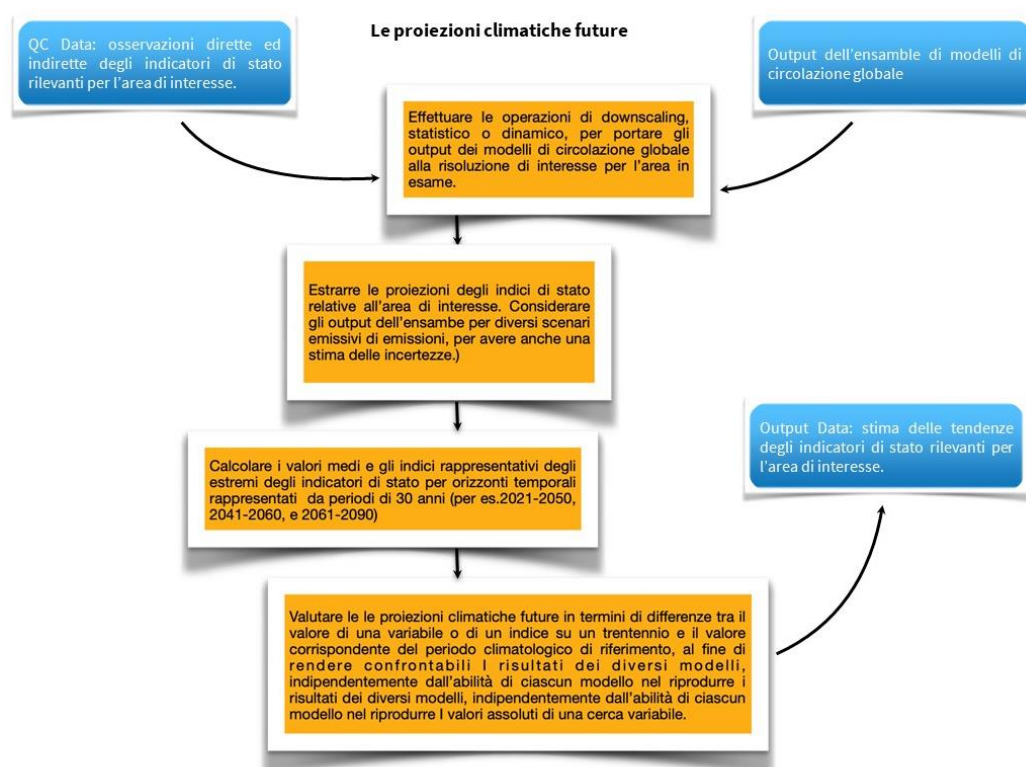 Le proiezioni climatiche future
QC Data: osservazioni dirette ed
indirette degli indicatori di stato
rilevanti per l'area di interesse.
Output dell'ensamble di modelli di
circolazione globale
Effettuare le operazioni di downscaling,
statistico o dinamico, per portare gli
output dei modelli di circolazione globale
alla risoluzione di interesse per l'area in
esame.
Estrarre le proiezioni degli indici di stato
relative all'area di interesse. Considerare
gli output dell'ensambe per diversi scenari
emissivi di emissioni, per avere anche una
stima delle incertezze.)
Calcolare i valori medi e gli indici rappresentativi degli
estremi degli indicatori di stato per orizzonti temporali
rappresentati da periodi di 30 anni (per es.2021-2050,
2041-2060, e 2061-2090)
Output Data: stima delle tendenze
degli indicatori di stato rilevanti per
l'area di interesse.
Valutare le le proiezioni climatiche future in termini di differenze tra il
valore di una variabile o di un indice su un trentennio e il valore
corrispondente del periodo climatologico di riferimento, al fine di
rendere confrontabili I risultati dei diversi modelli,
indipendentemente dall'abilità di ciascun modello nel riprodurre i
risultati dei diversi modelli, indipendentemente dall'abilità di ciascun
modello nel riprodurre I valori assoluti di una cerca variabile.